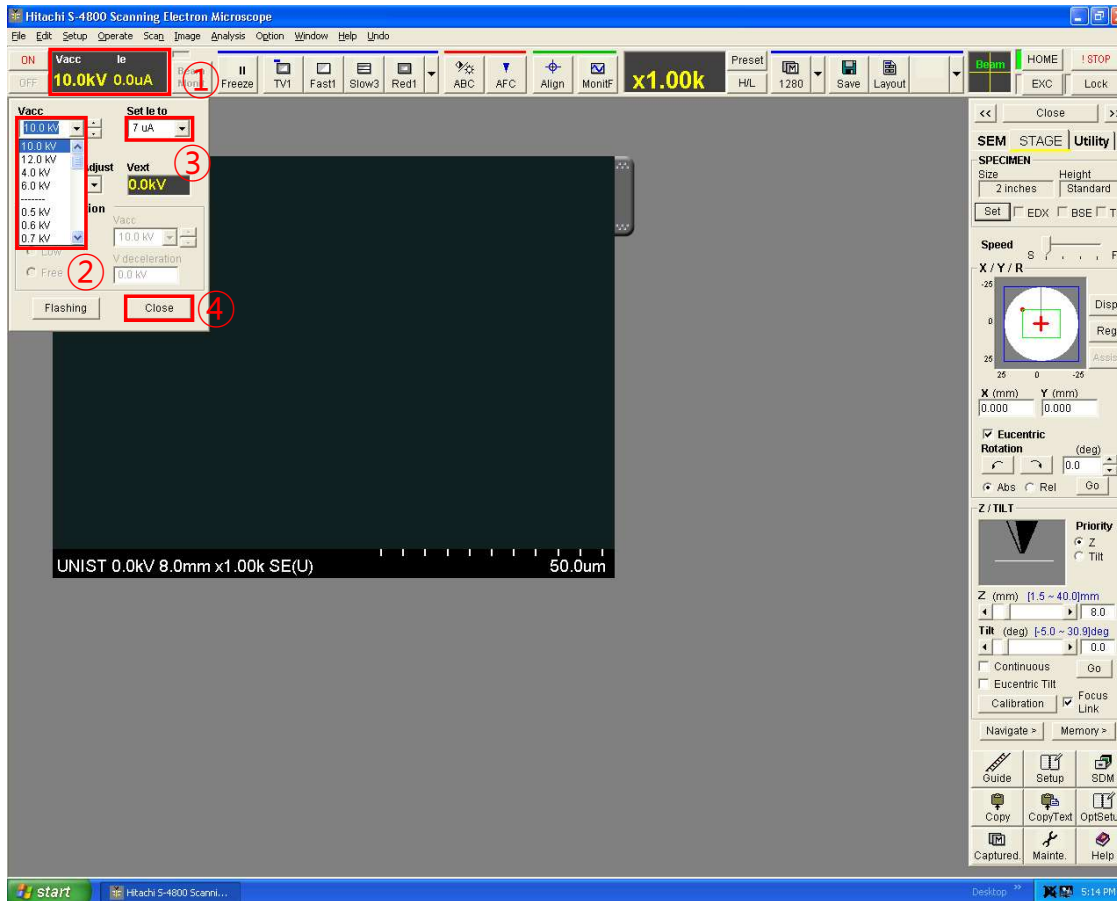 Hitachi S-4800 Scanning Electron Microscope
File Edit Setup Operate Scan Image Analysis Option Window Help Undo
ON
OFF
Vacc Ie
10.0kV 0.0uA
①
Freeze
TV1
Fast1
Slow3
Red1
ABC
AFC
Align
MonitF
x1.00k
Preset
H/L
1280
Save
Layout
Beam
HOME
EXC
! STOP
Lock
Vacc
10.0 kV
10.0 kV
12.0 kV
4.0 kV
6.0 kV
-------
0.5 kV
0.6 kV
0.7 kV
②
Set Ie to
7 uA
③
Vext
0.0kV
Vacc
10.0 kV
V deceleration
0.0 kV
Low
Free
Flashing
Close
④
UNIST 0.0kV 8.0mm x1.00k SE(U)
50.0um
<< Close
SEM STAGE Utility
SPECIMEN
Size Height
2 inches Standard
Set EDX BSE T
Speed
S F
X / Y / R
-25
0
25
25 0 -25
Disp
Reg
Assis
X (mm) Y (mm)
0.000 0.000
Eucentric
Rotation (deg)
0.0
Abs Rel Go
Z / TILT
Priority
Z
Tilt
Z (mm) [1.5 ~ 40.0]mm
8.0
Tilt (deg) [-5.0 ~ 30.9]deg
0.0
Continuous Go
Eucentric Tilt
Calibration
Focus
Link
Navigate > Memory >
Guide Setup SDM
Copy CopyText OptSetu
Captured. Mainte. Help
start
Hitachi S-4800 Scanni...
Desktop »
5:14 PM